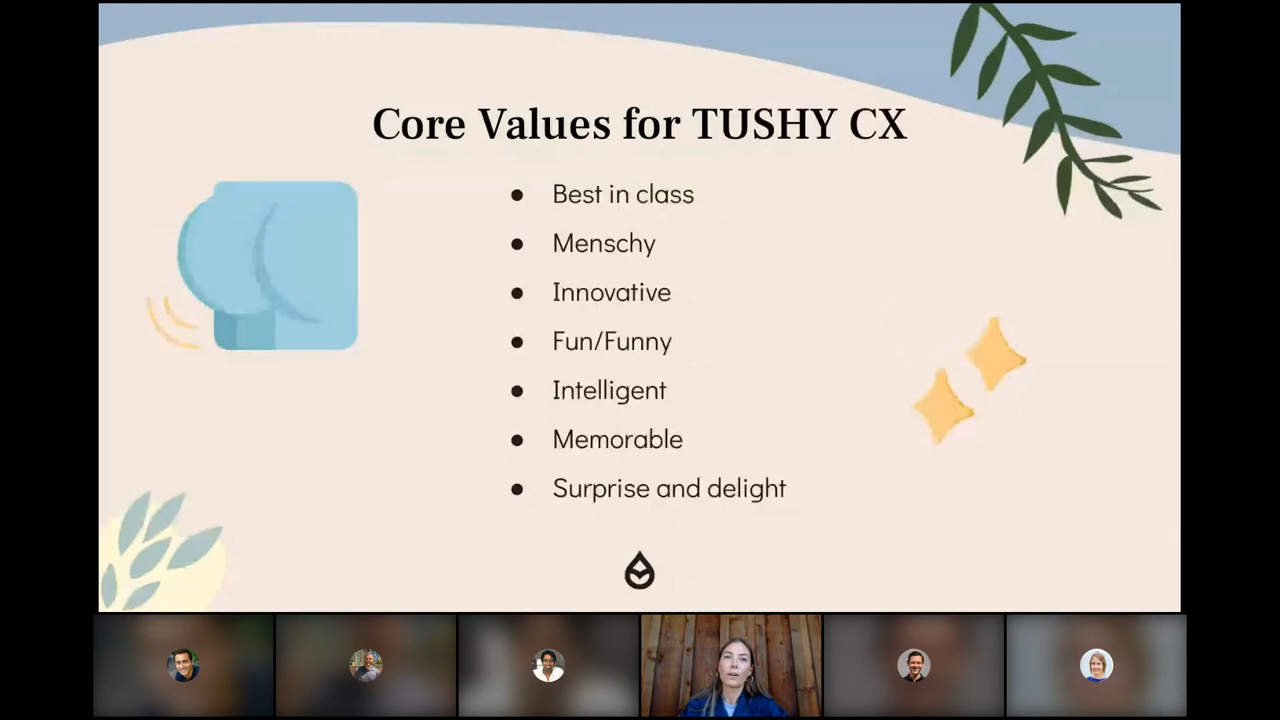 Core Values for TUSHY CX
● Best in class
● Menschy
● Innovative
● Fun/Funny
● Intelligent
● Memorable
● Surprise and delight